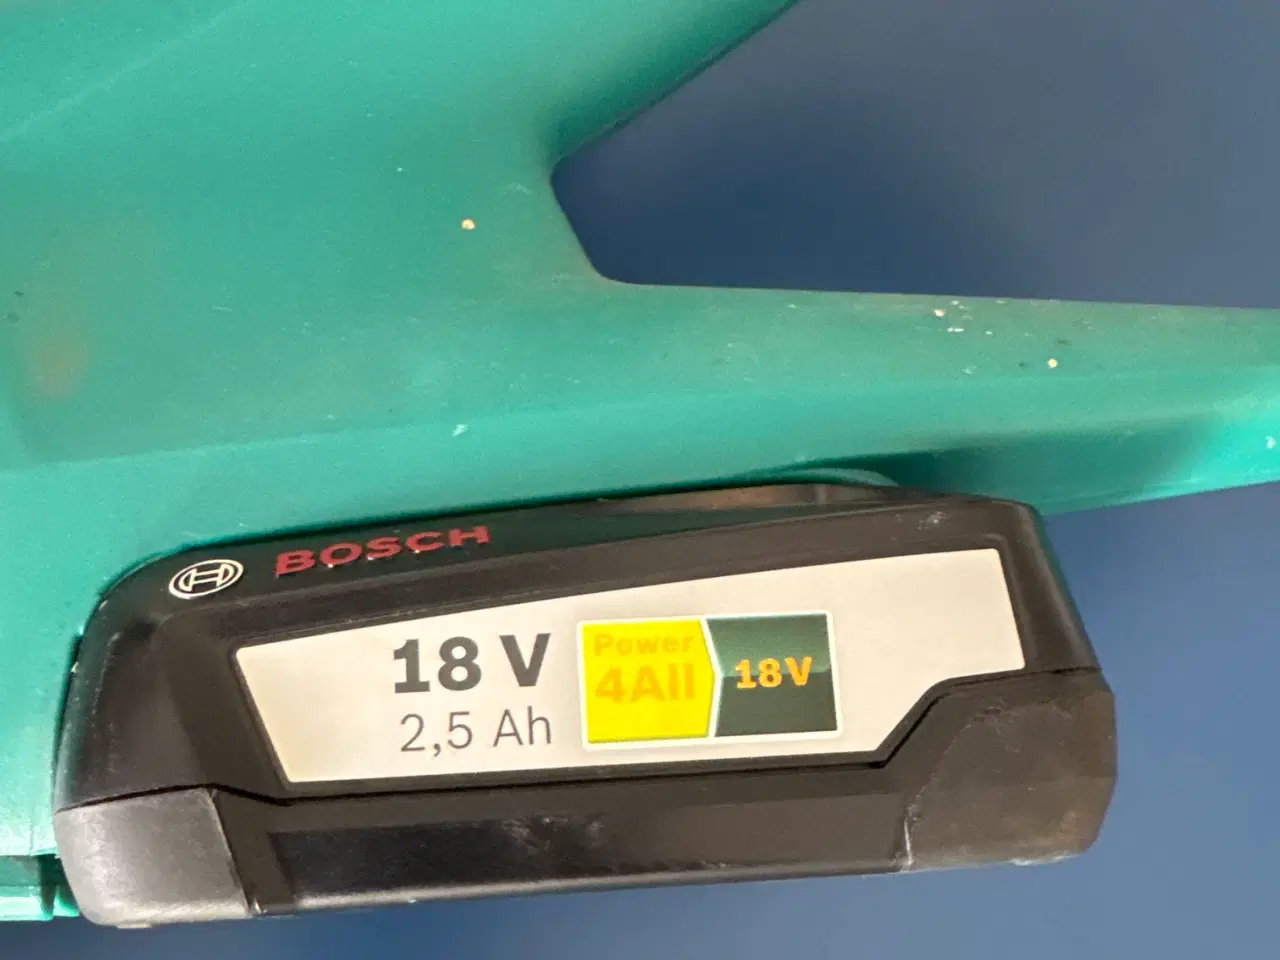 BOSCH
18 V
2,5 Ah
Power
4All
18V